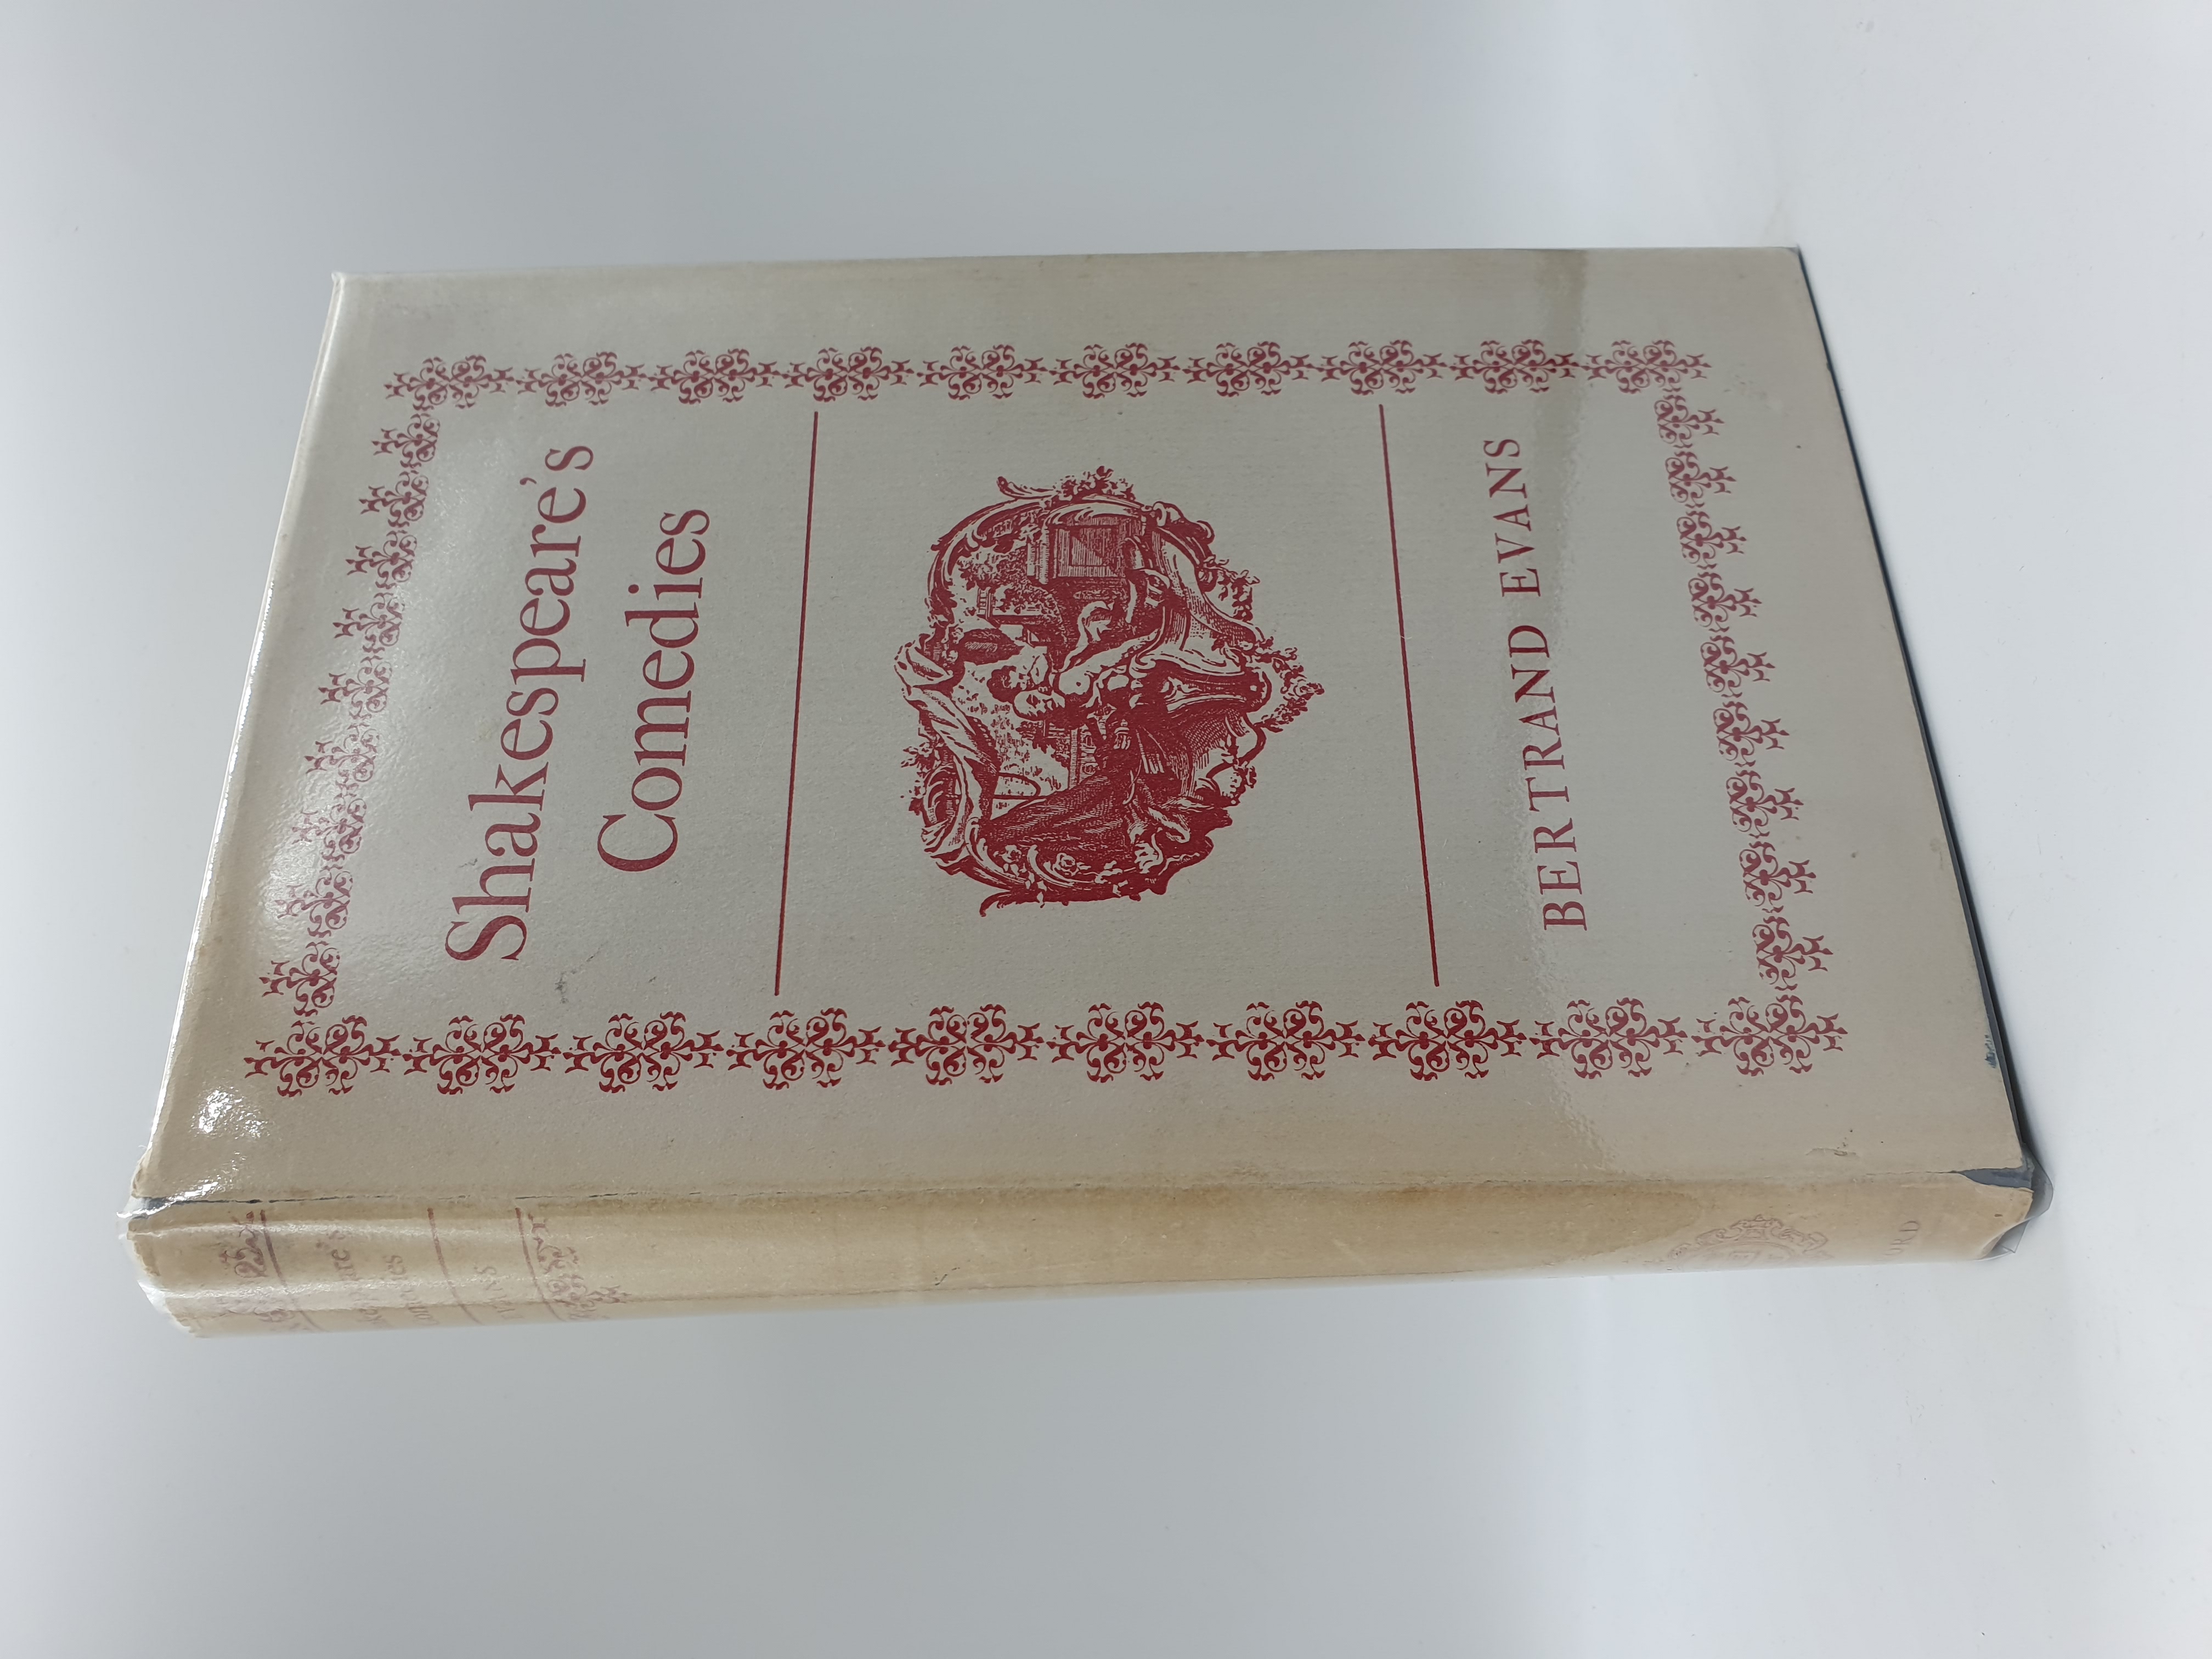 Shakespeare's
Comedies
BERTRAND EVANS